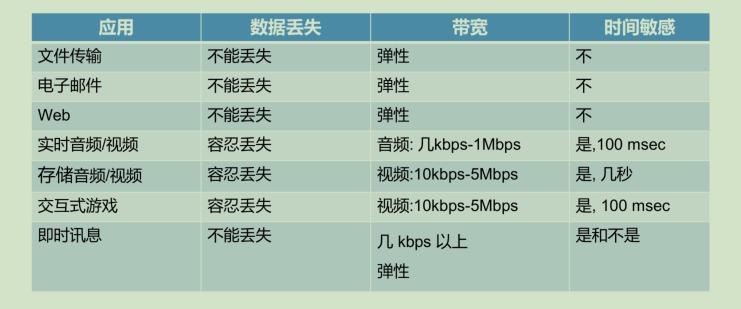 应用 数据丢失 带宽 时间敏感
文件传输 不能丢失 弹性 不
电子邮件 不能丢失 弹性 不
Web 不能丢失 弹性 不
实时音频/视频 容忍丢失 音频: 几kbps-1Mbps 是,100 msec
存储音频/视频 容忍丢失 视频:10kbps-5Mbps 是, 几秒
交互式游戏 容忍丢失 视频:10kbps-5Mbps 是, 100 msec
即时讯息 不能丢失 几 kbps 以上 是和不是
弹性